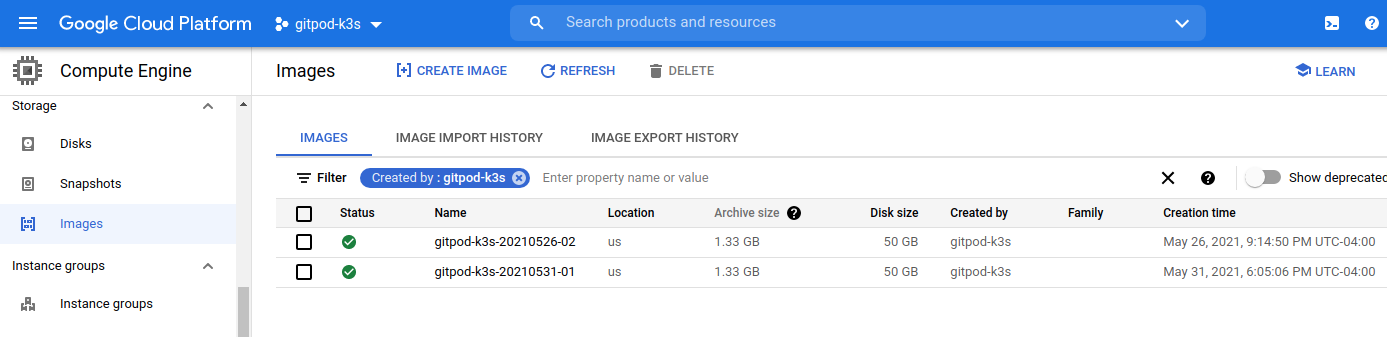 Google Cloud Platform gitpod-k3s Search products and resources
Compute Engine Images CREATE IMAGE REFRESH DELETE LEARN
Storage
Disks
Snapshots
Images
Instance groups
Instance groups
IMAGES IMAGE IMPORT HISTORY IMAGE EXPORT HISTORY
Filter Created by : gitpod-k3s Enter property name or value Show deprecated
Status Name Location Archive size Disk size Created by Family Creation time
gitpod-k3s-20210526-02 us 1.33 GB 50 GB gitpod-k3s May 26, 2021, 9:14:50 PM UTC-04:00
gitpod-k3s-20210531-01 us 1.33 GB 50 GB gitpod-k3s May 31, 2021, 6:05:06 PM UTC-04:00